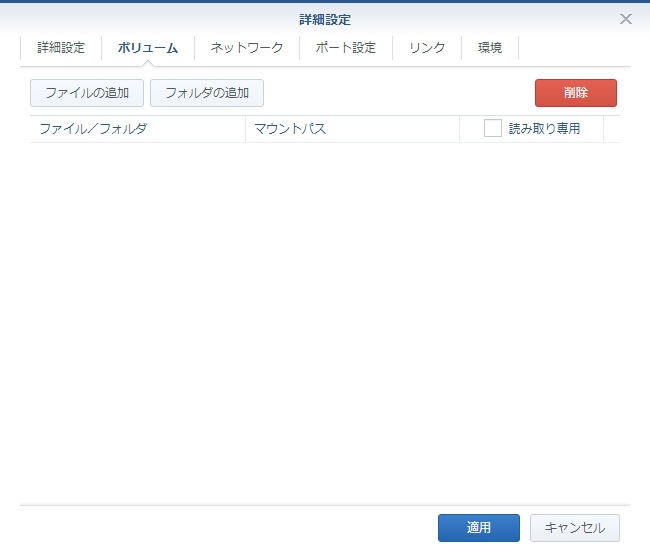 詳細設定
詳細設定 ボリューム ネットワーク ポート設定 リンク 環境
ファイルの追加 フォルダの追加 削除
ファイル／フォルダ マウントパス 読み取り専用
適用 キャンセル